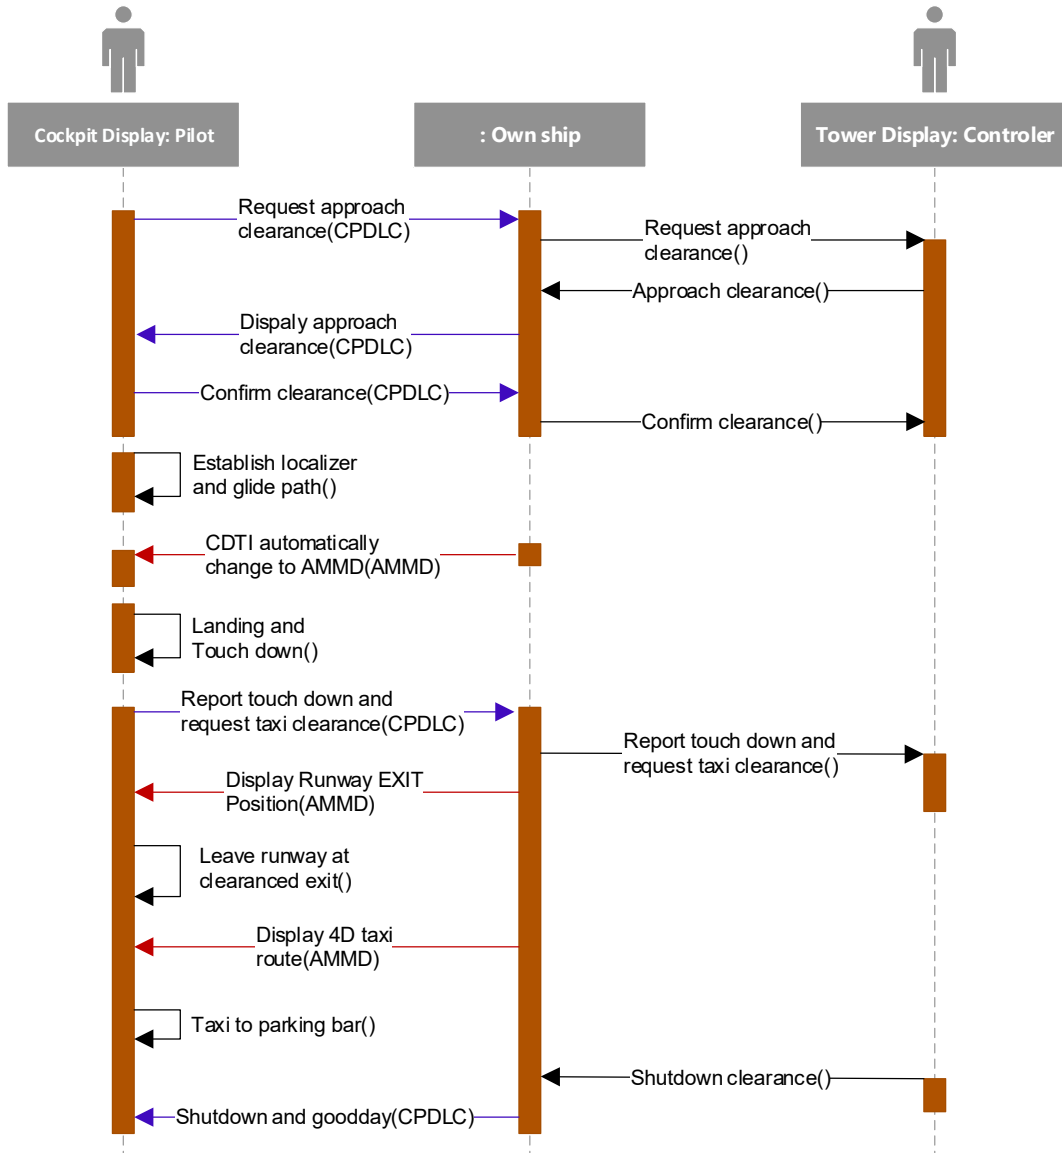 Cockpit Display: Pilot
: Own ship
Tower Display: Controler
Request approach
clearance(CPDLC)
Request approach
clearance()
Approach clearance()
Dispaly approach
clearance(CPDLC)
Confirm clearance(CPDLC)
Confirm clearance()
Establish localizer
and glide path()
CDTI automatically
change to AMMD(AMMD)
Landing and
Touch down()
Report touch down and
request taxi clearance(CPDLC)
Report touch down and
request taxi clearance()
Display Runway EXIT
Position(AMMD)
Leave runway at
clearanced exit()
Display 4D taxi
route(AMMD)
Taxi to parking bar()
Shutdown clearance()
Shutdown and goodday(CPDLC)